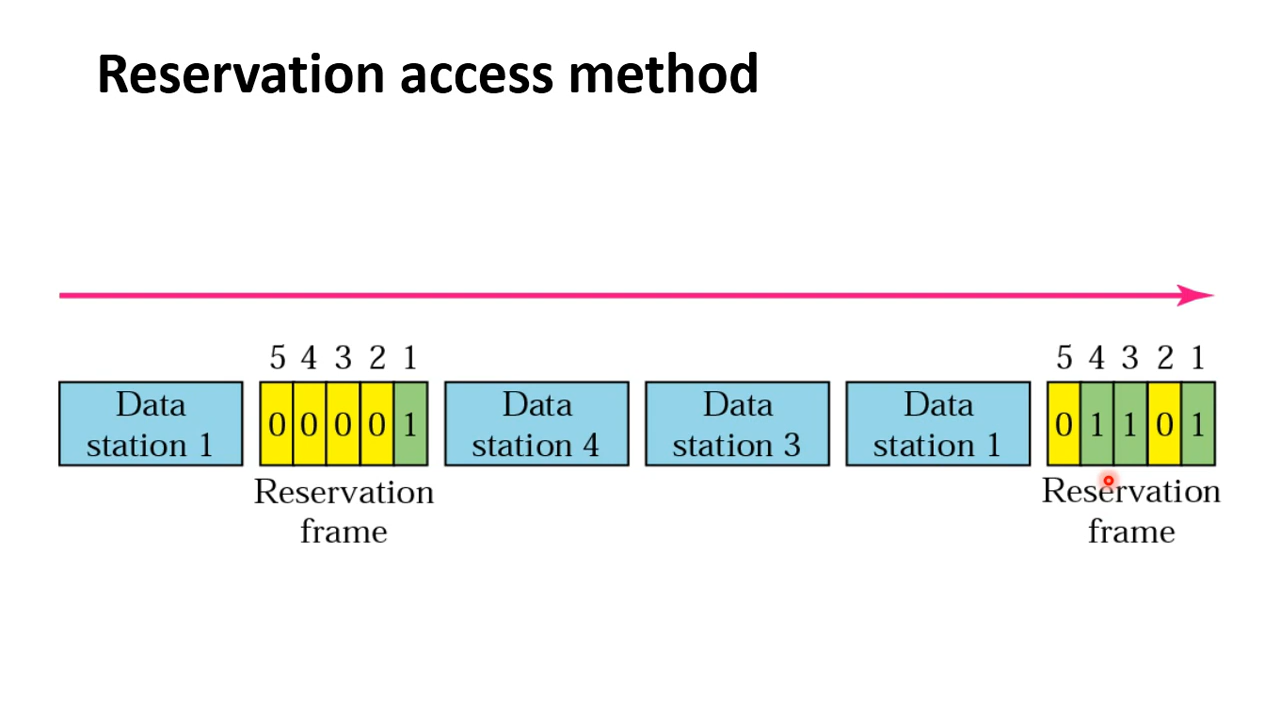 Reservation access method
5 4 3 2 1
5 4 3 2 1
Data station 1
0 0 0 0 1
Data station 4
Data station 3
Data station 1
0 1 1 0 1
Reservation frame
Reservation frame